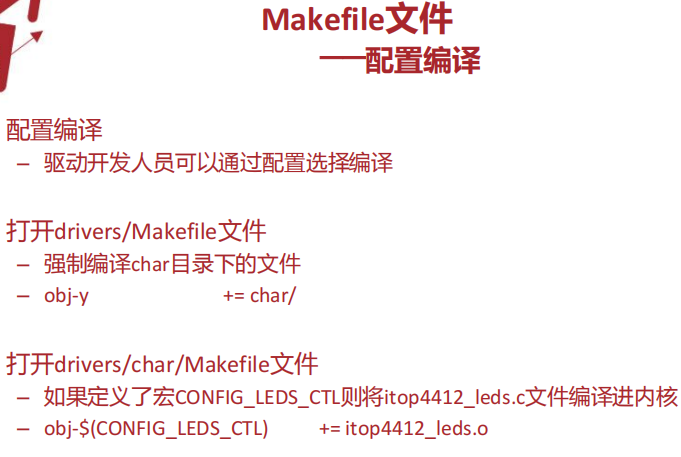 Makefile文件
——配置编译
配置编译
– 驱动开发人员可以通过配置选择编译
打开drivers/Makefile文件
– 强制编译char目录下的文件
– obj-y += char/
打开drivers/char/Makefile文件
– 如果定义了宏CONFIG_LEDS_CTL则将itop4412_leds.c文件编译进内核
– obj-$(CONFIG_LEDS_CTL) += itop4412_leds.o